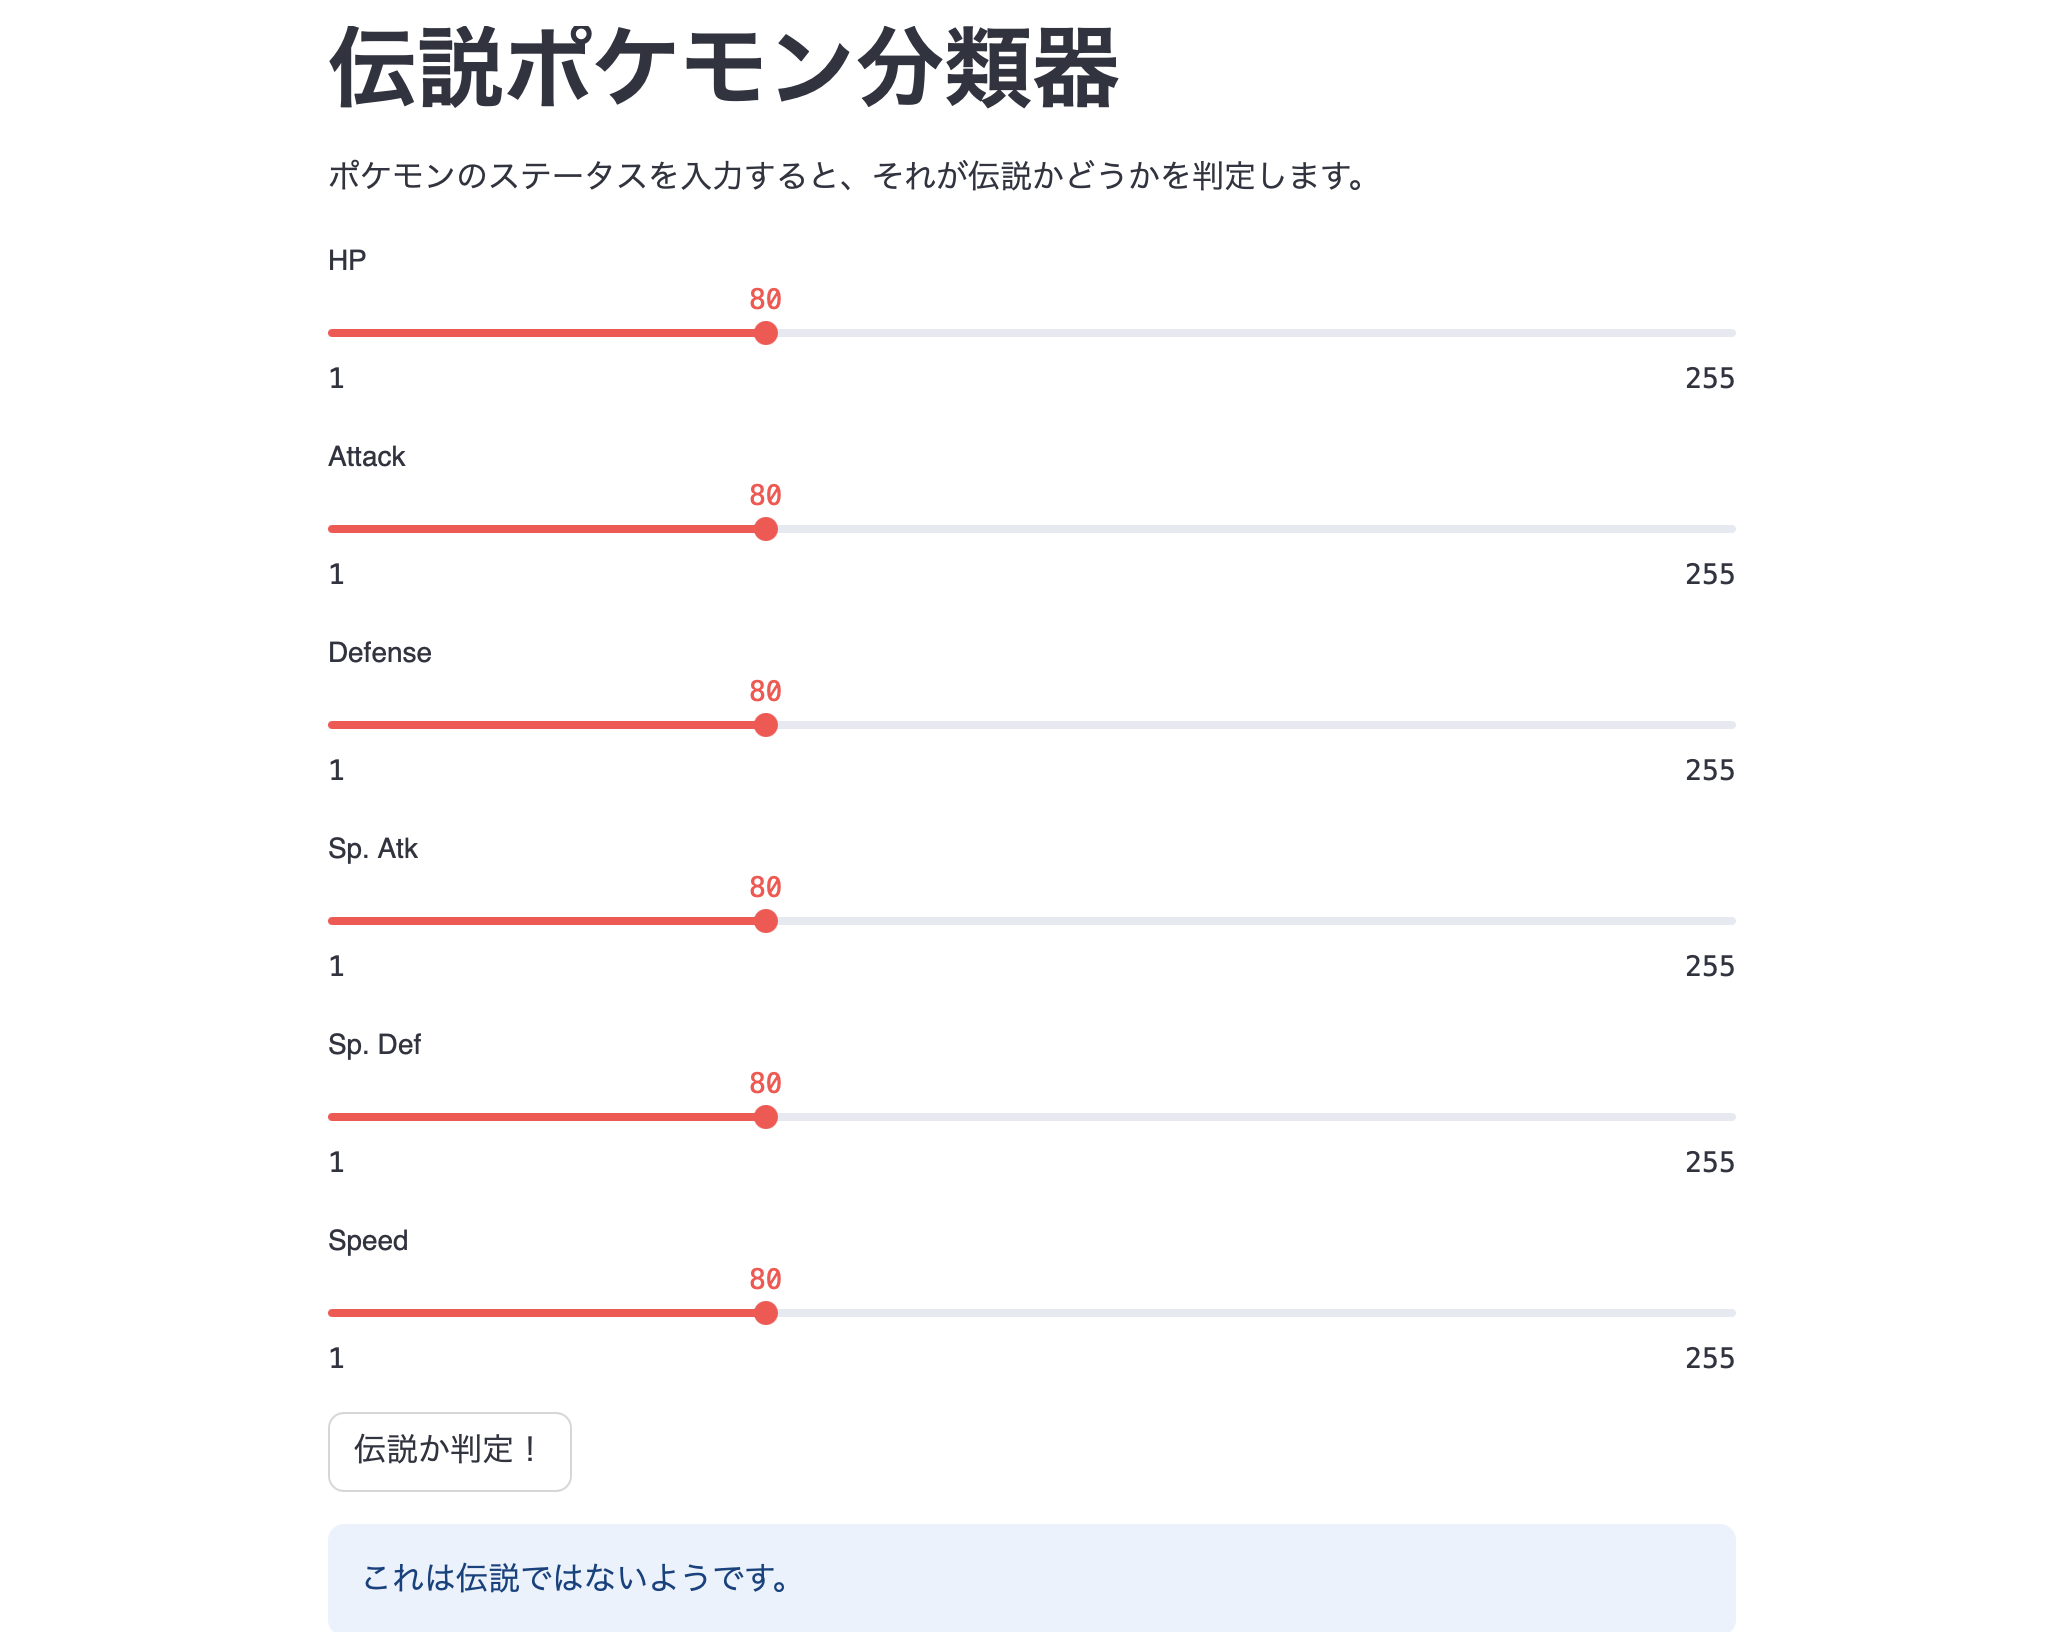 伝説ポケモン分類器
ポケモンのステータスを入力すると、それが伝説かどうかを判定します。
HP
80
1 255
Attack
80
1 255
Defense
80
1 255
Sp. Atk
80
1 255
Sp. Def
80
1 255
Speed
80
1 255
伝説か判定！
これは伝説ではないようです。